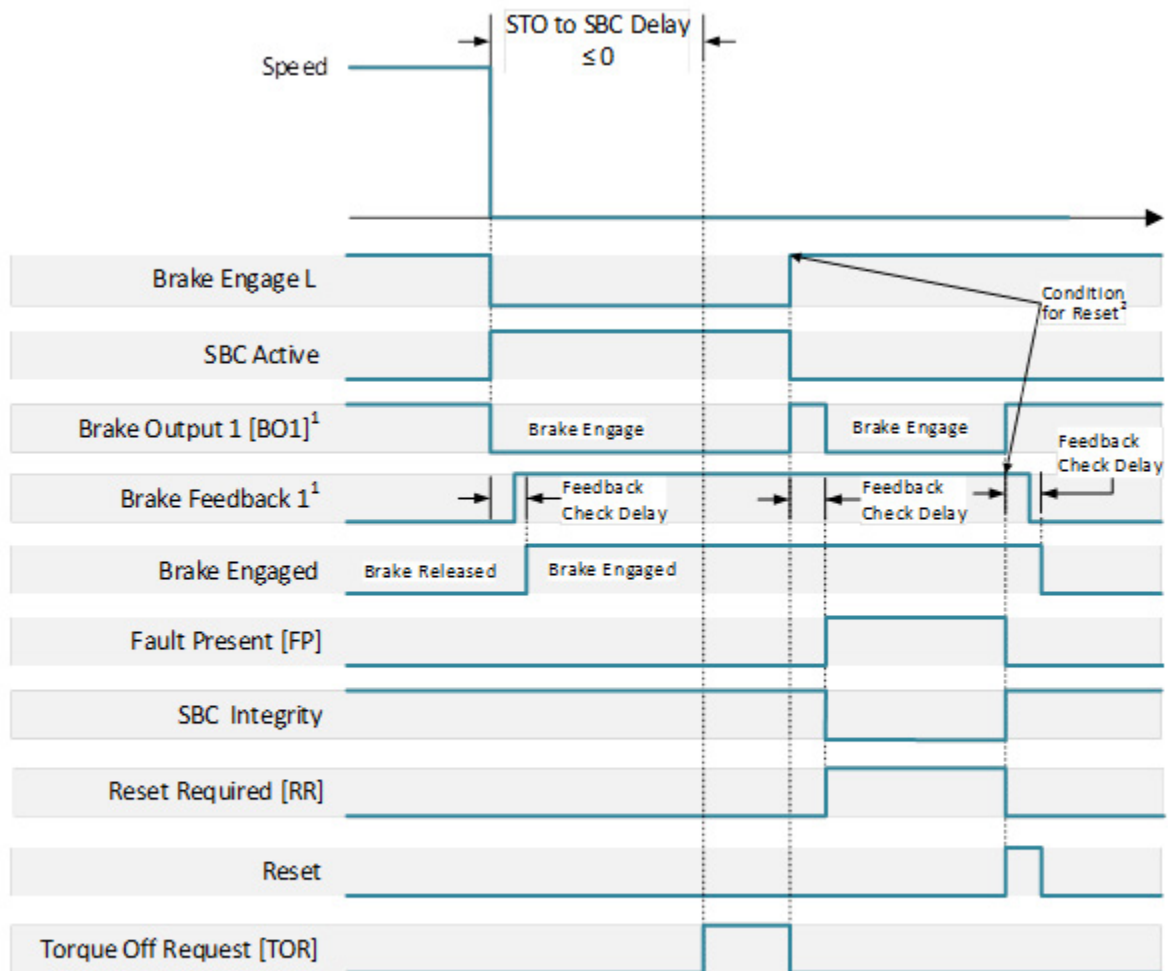 STO to SBC Delay
≤ 0
Speed
Brake Engage L
Condition
for Reset²
SBC Active
Brake Output 1 [BO1]¹
Brake Engage
Brake Engage
Feedback
Check Delay
Brake Feedback 1¹
Feedback
Check Delay
Feedback
Check Delay
Brake Engaged
Brake Released
Brake Engaged
Fault Present [FP]
SBC Integrity
Reset Required [RR]
Reset
Torque Off Request [TOR]